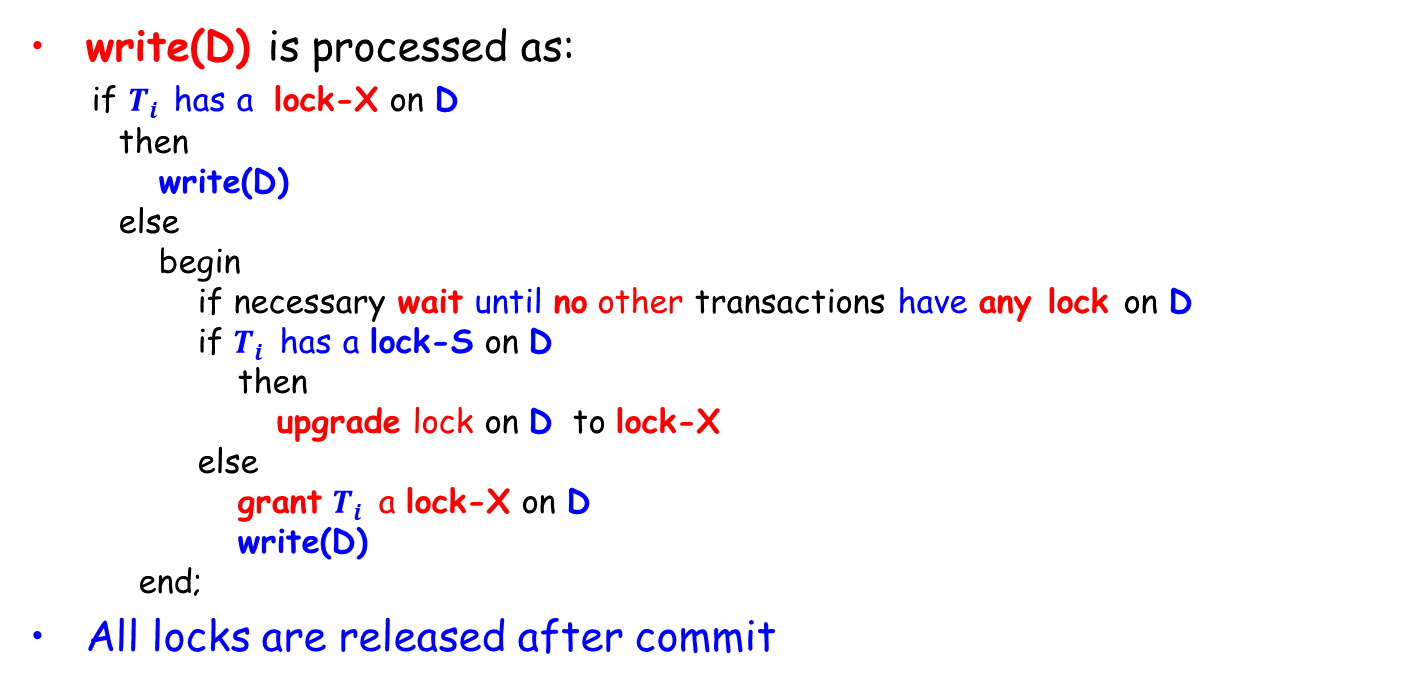 • write(D) is processed as:
if Ti has a lock-X on D
then
write(D)
else
begin
if necessary wait until no other transactions have any lock on D
if Ti has a lock-S on D
then
upgrade lock on D to lock-X
else
grant Ti a lock-X on D
write(D)
end;
• All locks are released after commit